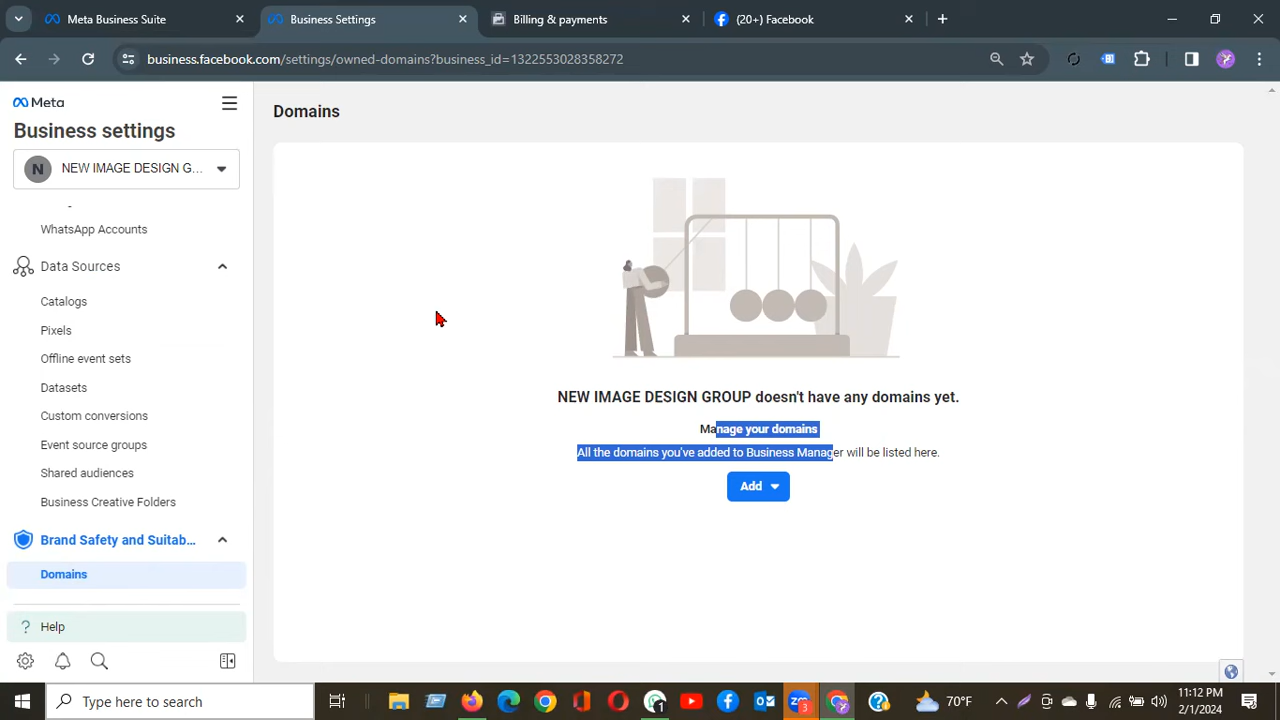 Meta Business Suite
Business Settings
Billing & payments
(20+) Facebook
business.facebook.com/settings/owned-domains?business_id=1322553028358272
Meta
Business settings
N NEW IMAGE DESIGN G...
WhatsApp Accounts
Data Sources
Catalogs
Pixels
Offline event sets
Datasets
Custom conversions
Event source groups
Shared audiences
Business Creative Folders
Brand Safety and Suitab...
Domains
? Help
Domains
NEW IMAGE DESIGN GROUP doesn't have any domains yet.
Manage your domains
All the domains you've added to Business Manager will be listed here.
Add
Type here to search
1
zm
3
70°F
11:12 PM
2/1/2024